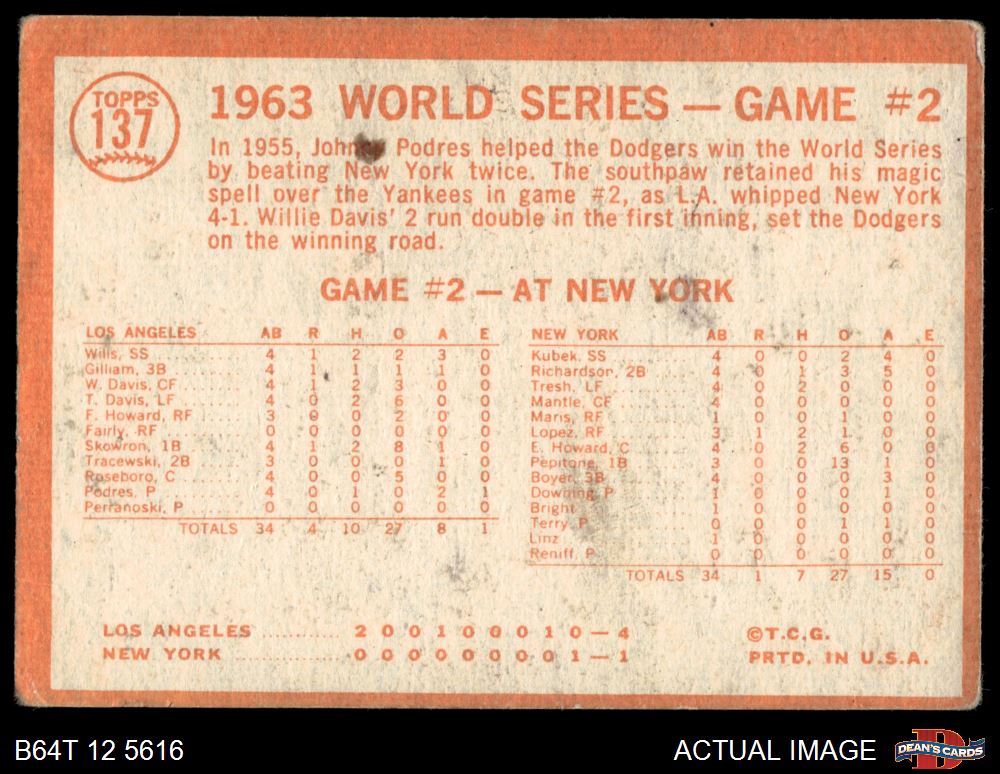 TOPPS
137
1963 WORLD SERIES — GAME #2
In 1955, Johnny Podres helped the Dodgers win the World Series
by beating New York twice. The southpaw retained his magic
spell over the Yankees in game #2, as L.A. whipped New York
4-1. Willie Davis' 2 run double in the first inning, set the Dodgers
on the winning road.
GAME #2 — AT NEW YORK
LOS ANGELES AB R H O A E
Wills, SS 4 1 2 2 3 0
Gilliam, 3B 4 1 1 1 1 0
W. Davis, CF 4 1 2 3 0 0
T. Davis, LF 4 0 2 6 0 0
F. Howard, RF 3 0 0 2 0 0
Fairly, RF 0 0 0 0 0 0
Skowron, 1B 4 1 2 8 1 0
Tracewski, 2B 3 0 0 0 1 0
Roseboro, C 4 0 0 5 0 0
Podres, P 4 0 1 0 2 1
Perranoski, P 0 0 0 0 0 0
TOTALS 34 4 10 27 8 1
NEW YORK AB R H O A E
Kubek, SS 4 0 0 2 4 0
Richardson, 2B 4 0 1 3 5 0
Tresh, LF 4 0 2 0 0 0
Mantle, CF 4 0 0 0 0 0
Maris, RF 1 0 0 1 0 0
Lopez, RF 3 1 2 1 0 0
E. Howard, C 4 0 2 6 0 0
Pepitone, 1B 3 0 0 13 1 0
Boyer, 3B 4 0 0 0 3 0
Downing, P 1 0 0 0 1 0
Bright 1 0 0 0 0 0
Terry, P 0 0 0 1 1 0
Linz 1 0 0 0 0 0
Reniff, P 0 0 0 0 0 0
TOTALS 34 1 7 27 15 0
LOS ANGELES 2 0 0 1 0 0 0 1 0 — 4
NEW YORK 0 0 0 0 0 0 0 0 1 — 1
©T.C.G.
PRTD. IN U.S.A.
B64T 12 5616
ACTUAL IMAGE
DEAN'S CARDS